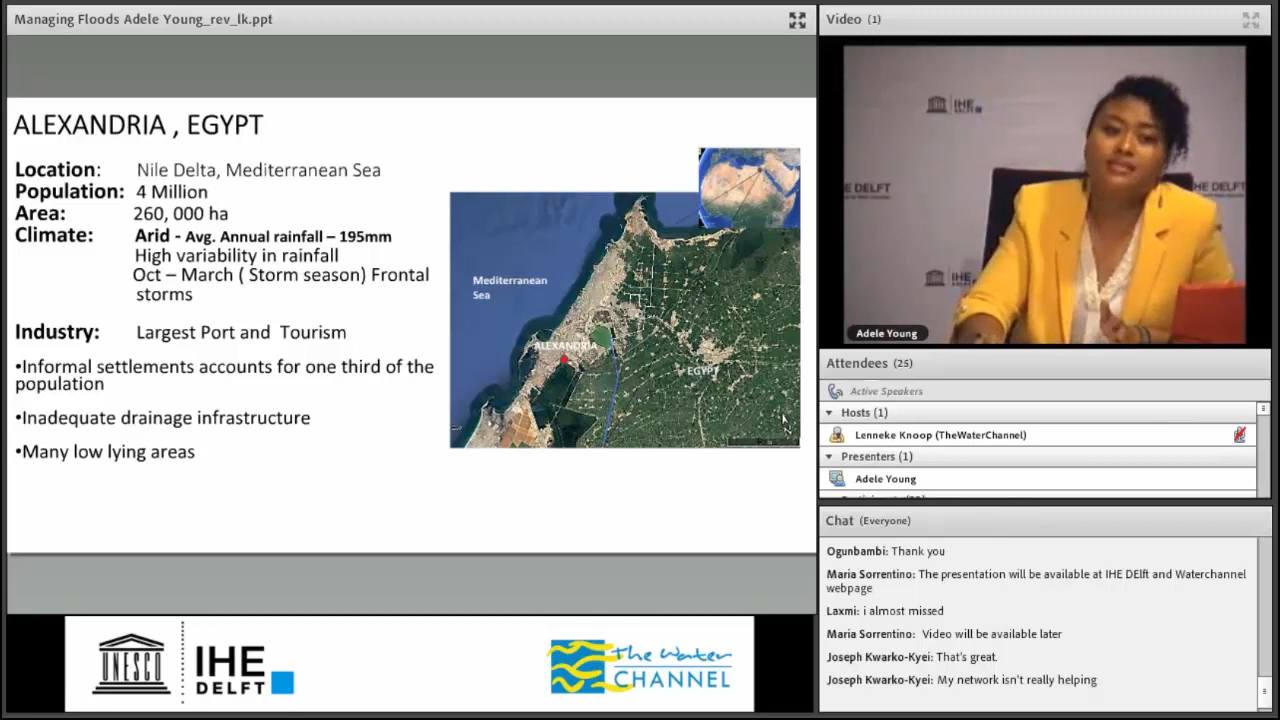 Managing Floods Adele Young_rev_lk.ppt
ALEXANDRIA , EGYPT
Location: Nile Delta, Mediterranean Sea
Population: 4 Million
Area: 260, 000 ha
Climate: Arid - Avg. Annual rainfall – 195mm
High variability in rainfall
Oct – March ( Storm season) Frontal
storms
Industry: Largest Port and Tourism
•Informal settlements accounts for one third of the
population
•Inadequate drainage infrastructure
•Many low lying areas
Mediterranean
Sea
ALEXANDRIA
EGYPT
UNESCO
IHE
DELFT
The Water
CHANNEL
Video (1)
IHE
IHE DELFT
IHE
Adele Young
Attendees (25)
Active Speakers
Hosts (1)
Lenneke Knoop (TheWaterChannel)
Presenters (1)
Adele Young
Chat (Everyone)
Ogunbambi: Thank you
Maria Sorrentino: The presentation will be available at IHE DElft and Waterchannel
webpage
Laxmi: i almost missed
Maria Sorrentino: Video will be available later
Joseph Kwarko-Kyei: That's great.
Joseph Kwarko-Kyei: My network isn't really helping